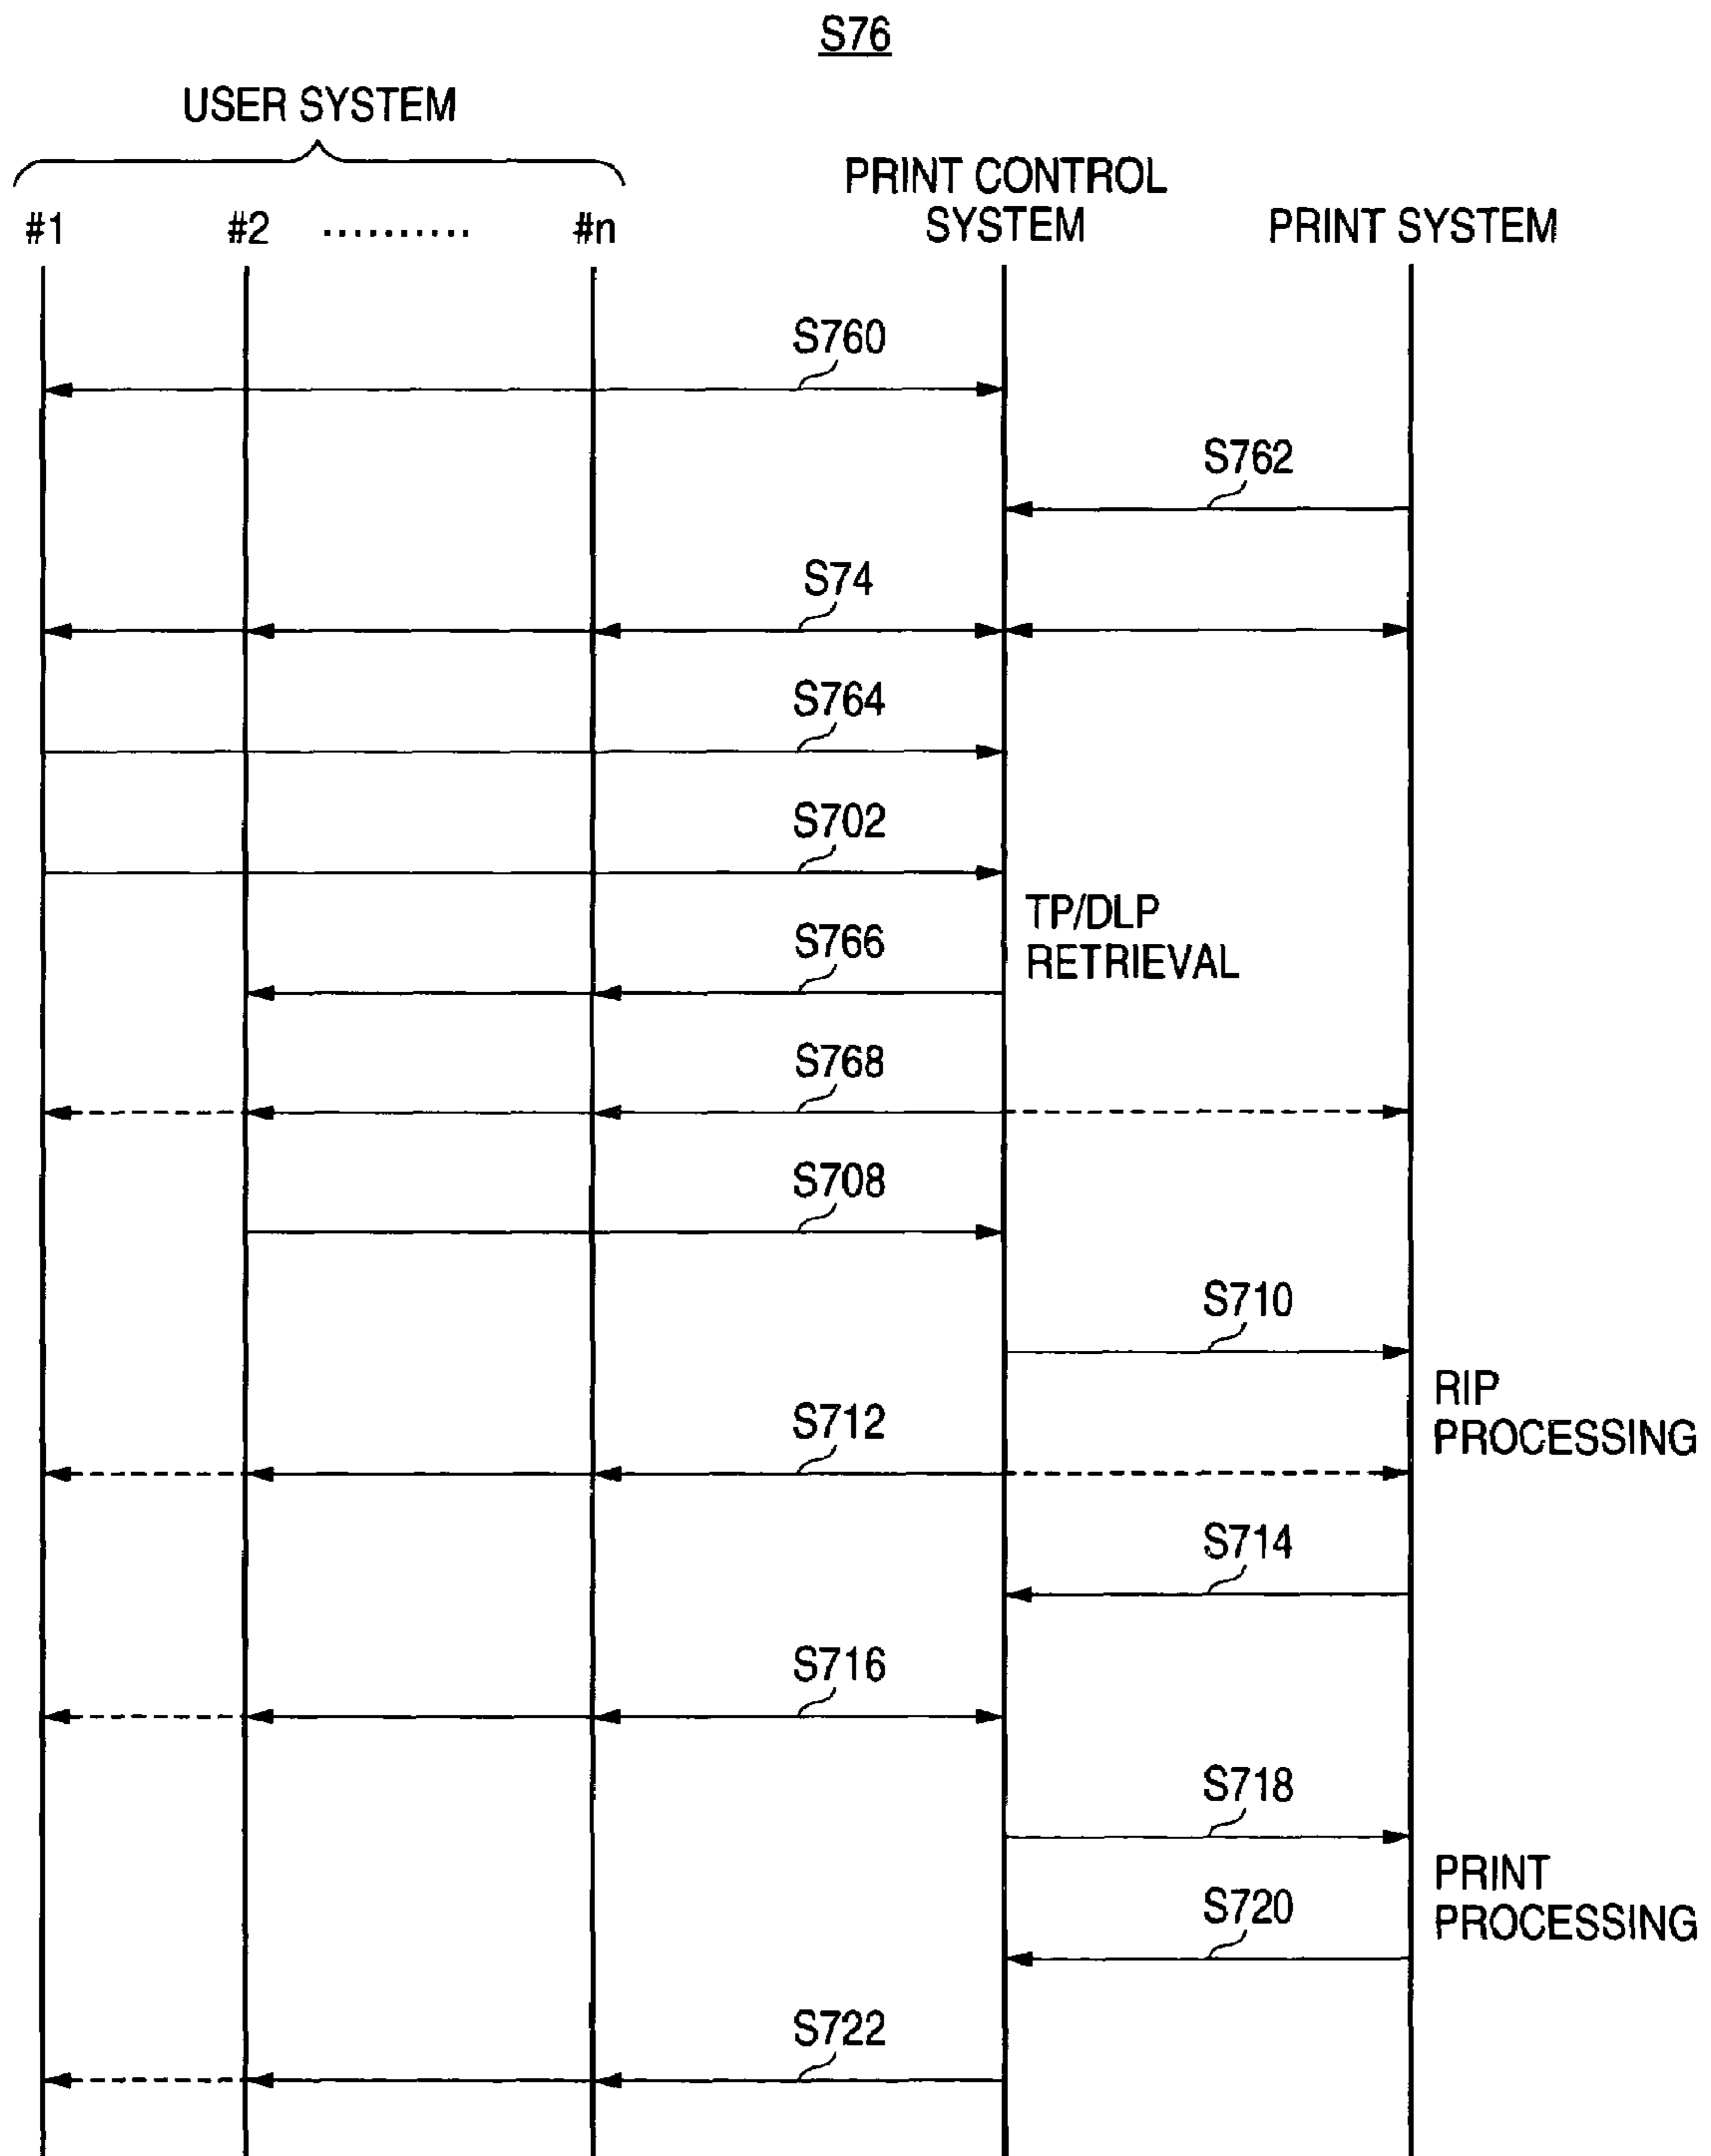 S76
USER SYSTEM
PRINT CONTROL
SYSTEM
PRINT SYSTEM
#1
#2
..........
#n
S760
S762
S74
S764
S702
TP/DLP
RETRIEVAL
S766
S768
S708
S710
RIP
PROCESSING
S712
S714
S716
S718
PRINT
PROCESSING
S720
S722